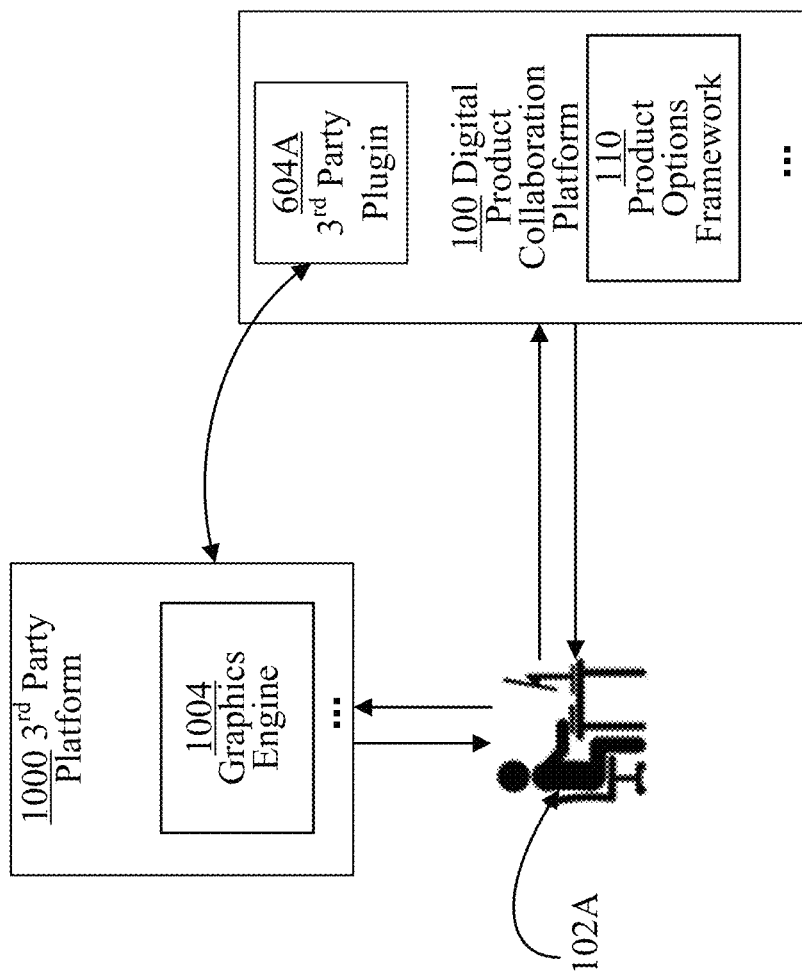 1000 3rd Party
Platform
1004
Graphics
Engine
...
604A
3rd Party
Plugin
100 Digital
Product
Collaboration
Platform
110
Product
Options
Framework
...
102A